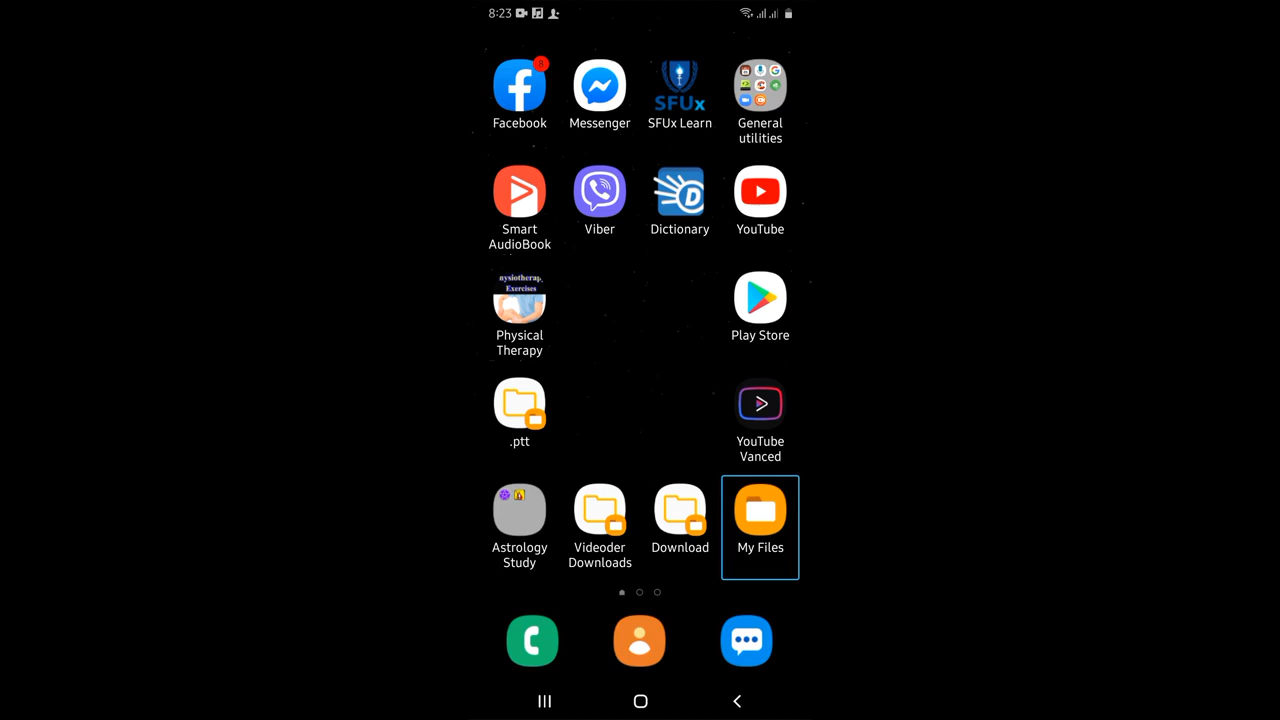 8:23
8
SFUx
Facebook
Messenger
SFUx Learn
General
utilities
Smart
AudioBook
Viber
Dictionary
YouTube
Exercises
Physical
Therapy
Play Store
.ptt
YouTube
Vanced
Astrology
Study
Videoder
Downloads
Download
My Files